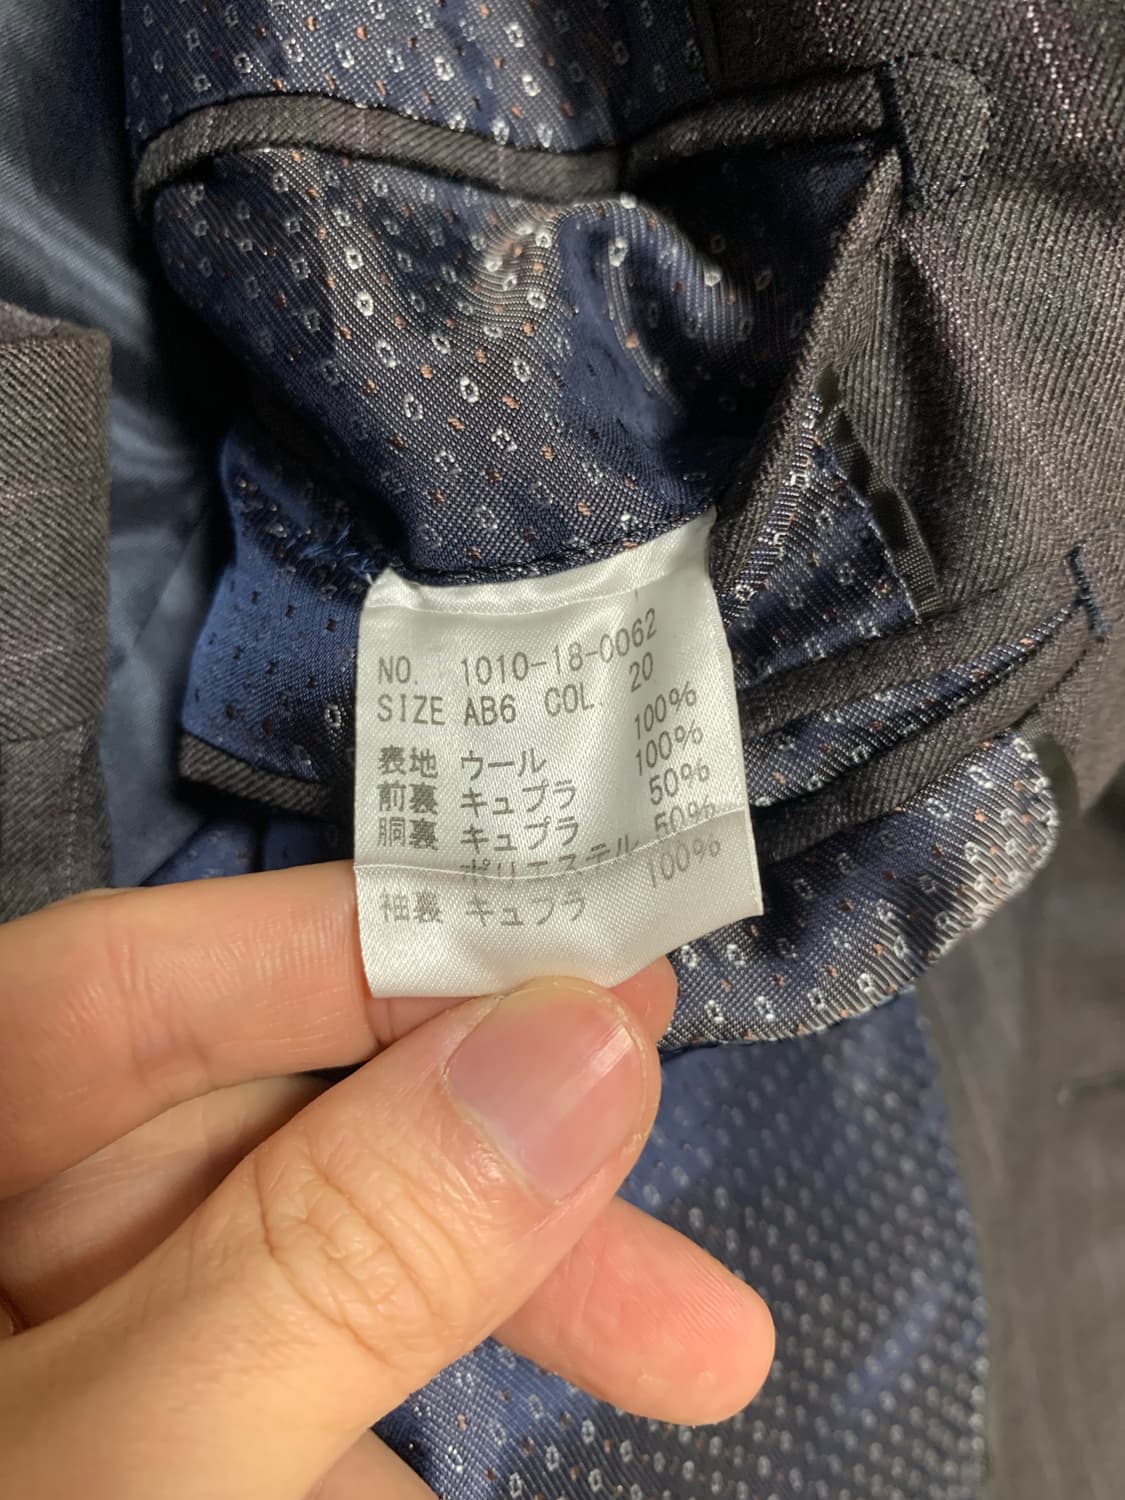 NO. 1010-18-0062
SIZE AB6 COL 20
表地 ウール 100%
前裏 キュプラ 100%
胴裏 キュプラ 50%
ポリエステル 50%
袖裏 キュプラ 100%